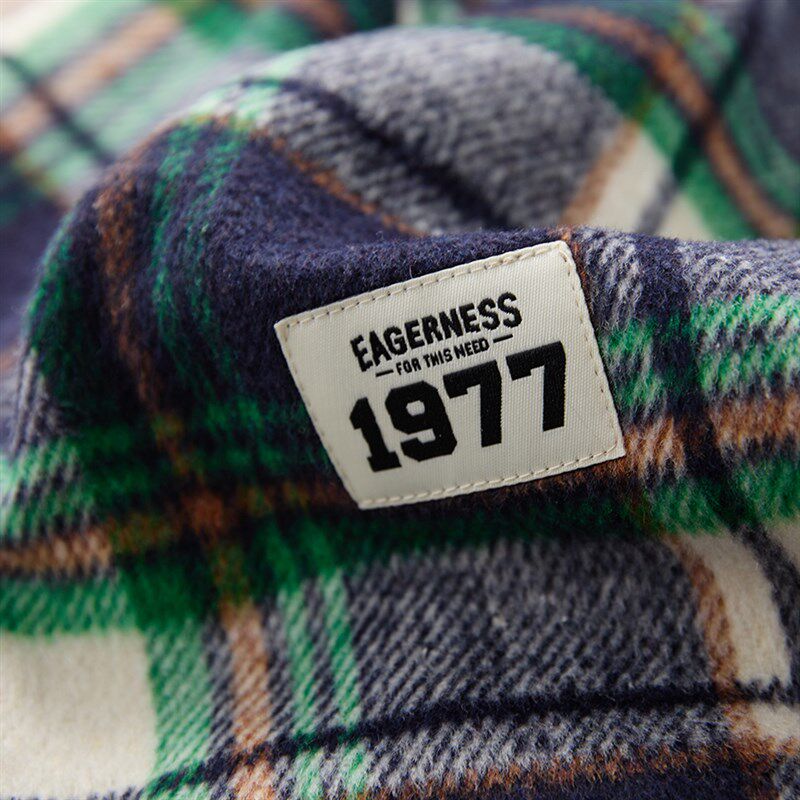 EAGERNESS
— FOR THIS NEED —
1977